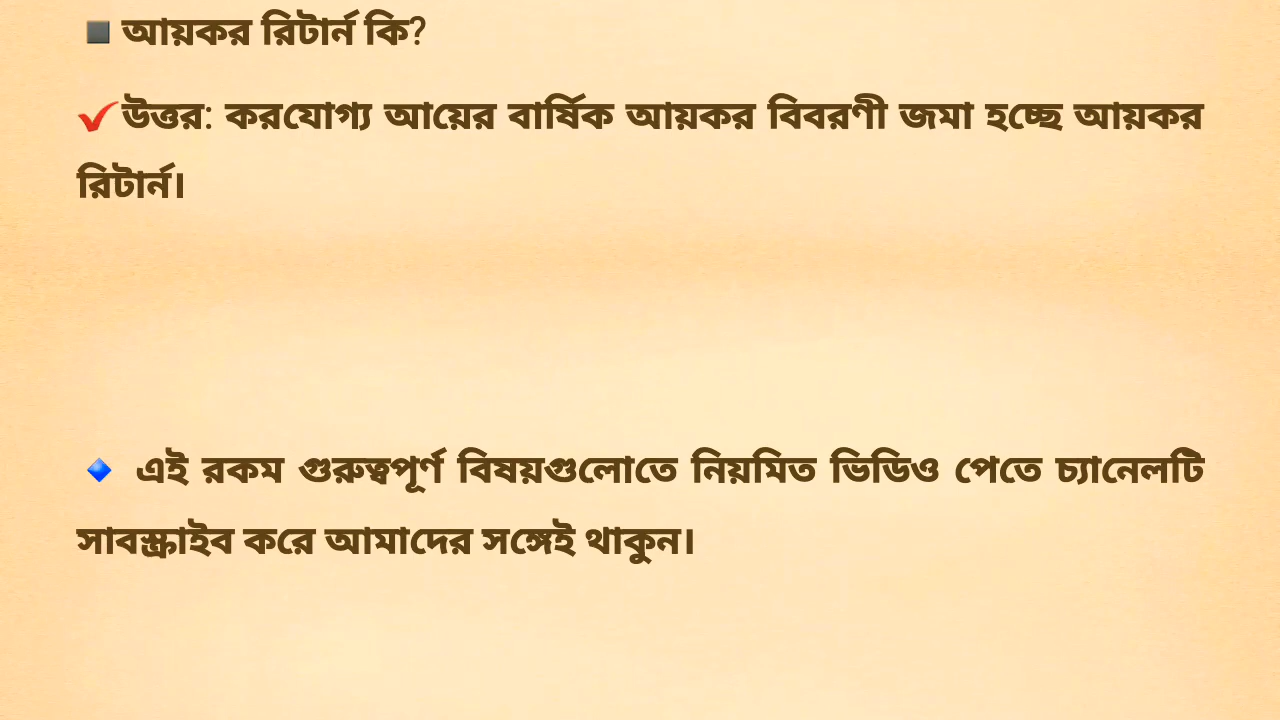 ◾ আয়কর রিটার্ন কি?
✔উত্তর: করযোগ্য আয়ের বার্ষিক আয়কর বিবরণী জমা হচ্ছে আয়কর
রিটার্ন।
🔹 এই রকম গুরুত্বপূর্ণ বিষয়গুলোতে নিয়মিত ভিডিও পেতে চ্যানেলটি
সাবস্ক্রাইব করে আমাদের সঙ্গেই থাকুন।